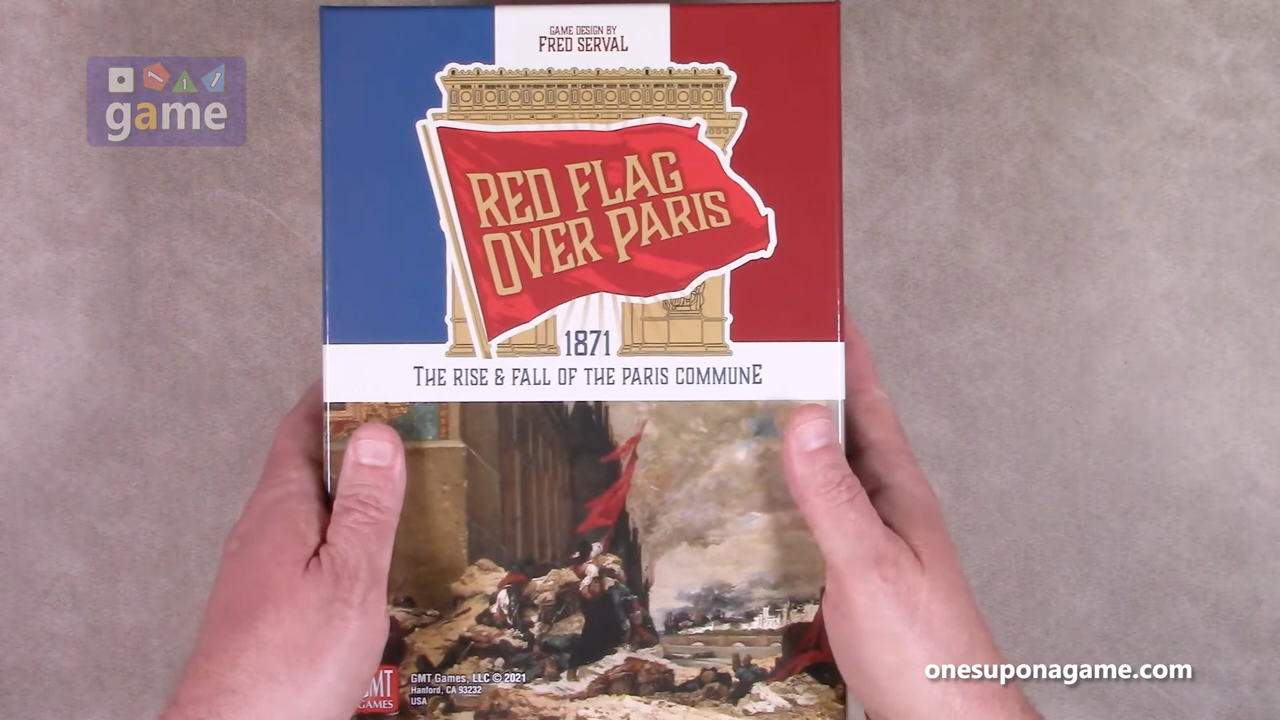 GAME DESIGN BY
FRED SERVAL
game
RED FLAG
OVER PARIS
1871
THE RISE & FALL OF THE PARIS COMMUNE
GMT
GAMES
GMT Games, LLC © 2021
Hanford, CA 93232
USA
onesuponagame.com